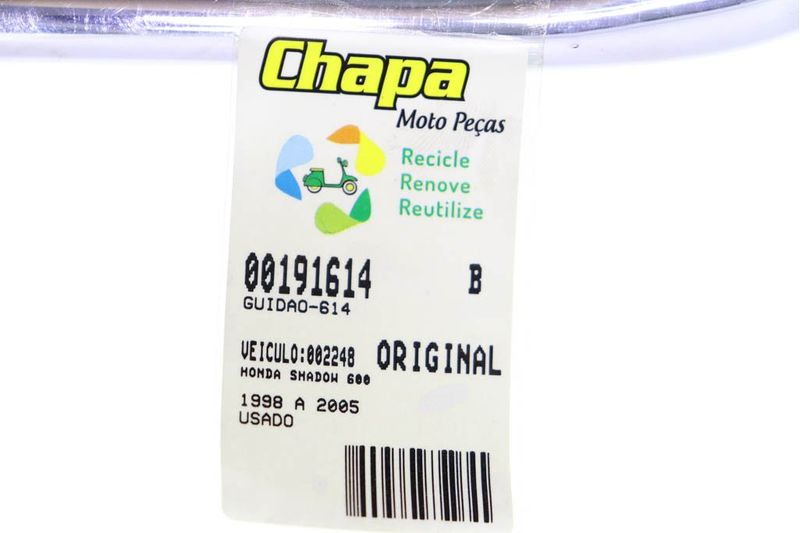 Chapa
Moto Peças
Recicle
Renove
Reutilize
00191614 B
GUIDAO-614
VEICULO:002248 ORIGINAL
HONDA SHADOW 600
1998 A 2005
USADO